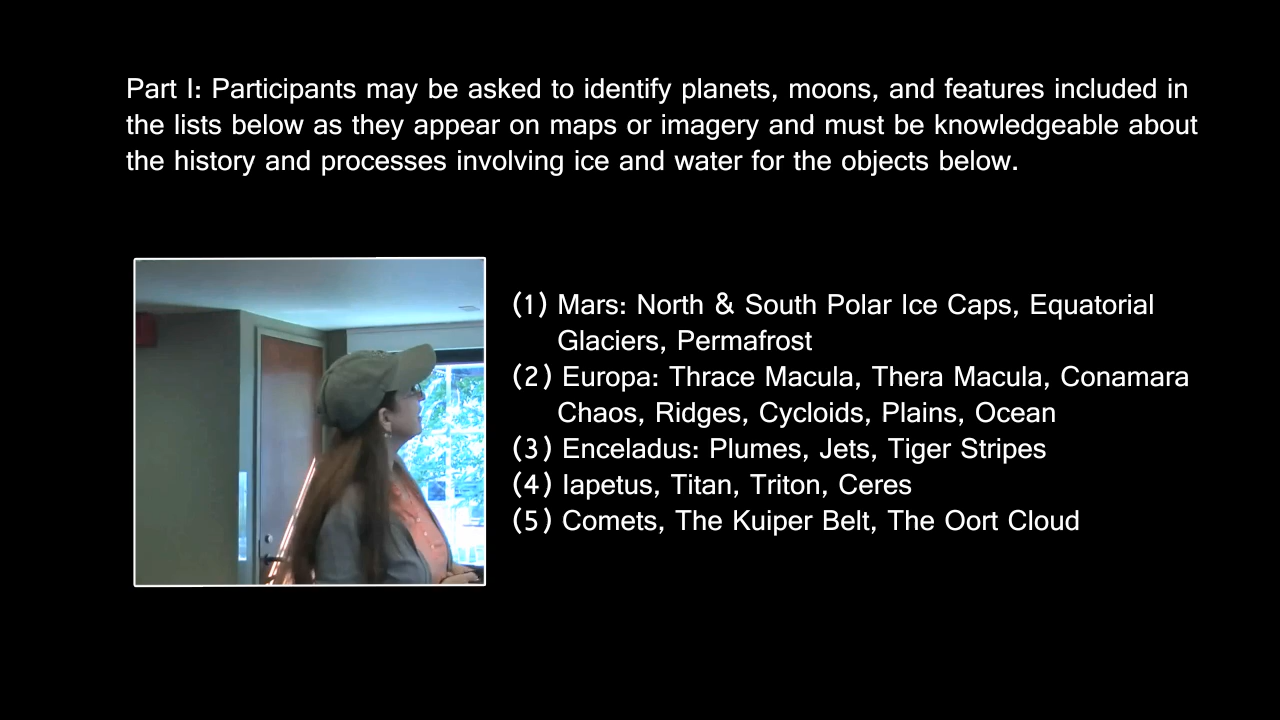 Part I: Participants may be asked to identify planets, moons, and features included in
the lists below as they appear on maps or imagery and must be knowledgeable about
the history and processes involving ice and water for the objects below.
(1) Mars: North & South Polar Ice Caps, Equatorial
Glaciers, Permafrost
(2) Europa: Thrace Macula, Thera Macula, Conamara
Chaos, Ridges, Cycloids, Plains, Ocean
(3) Enceladus: Plumes, Jets, Tiger Stripes
(4) Iapetus, Titan, Triton, Ceres
(5) Comets, The Kuiper Belt, The Oort Cloud